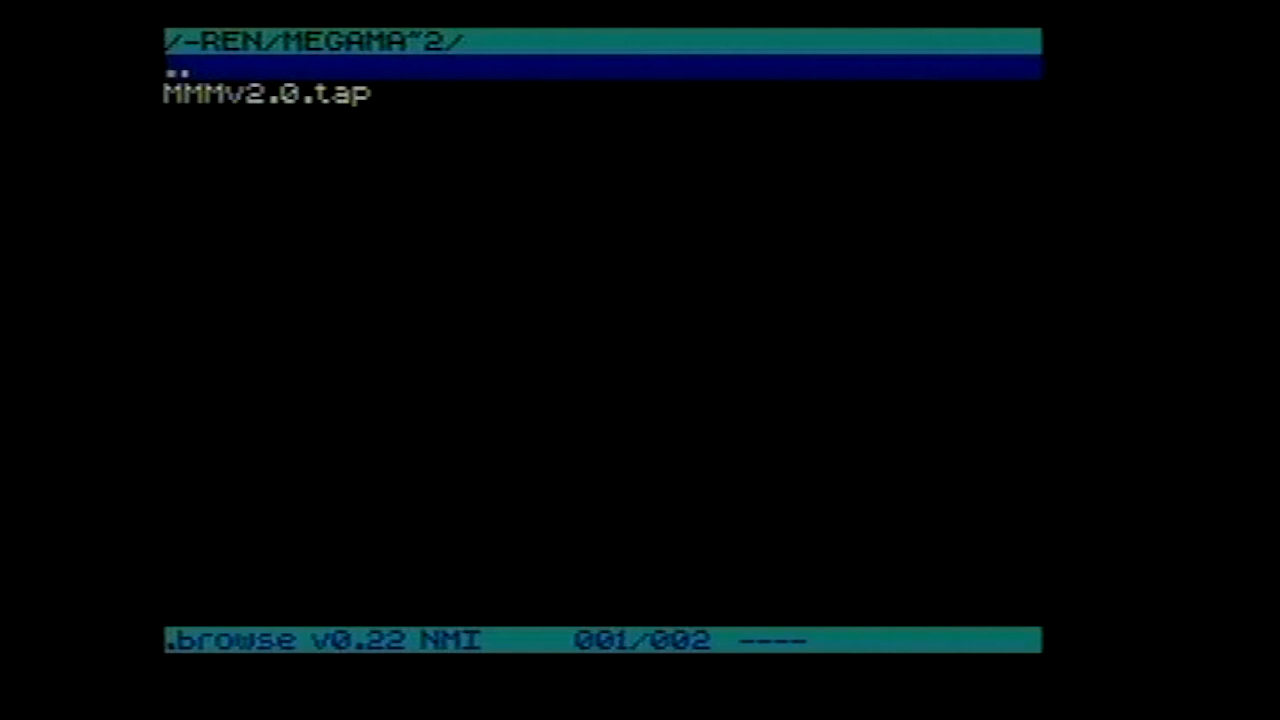 /-REN/MEGAMA~2/
..
MMMv2.0.tap
.browse v0.22 NMI 001/002 ----